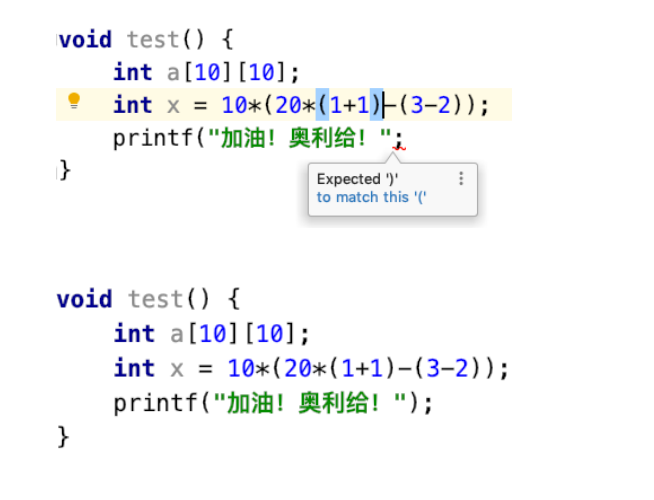 void test() {
int a[10][10];
int x = 10*(20*(1+1)-(3-2));
printf("加油！奥利给！";
}
Expected ')'
to match this '('
void test() {
int a[10][10];
int x = 10*(20*(1+1)-(3-2));
printf("加油！奥利给！");
}